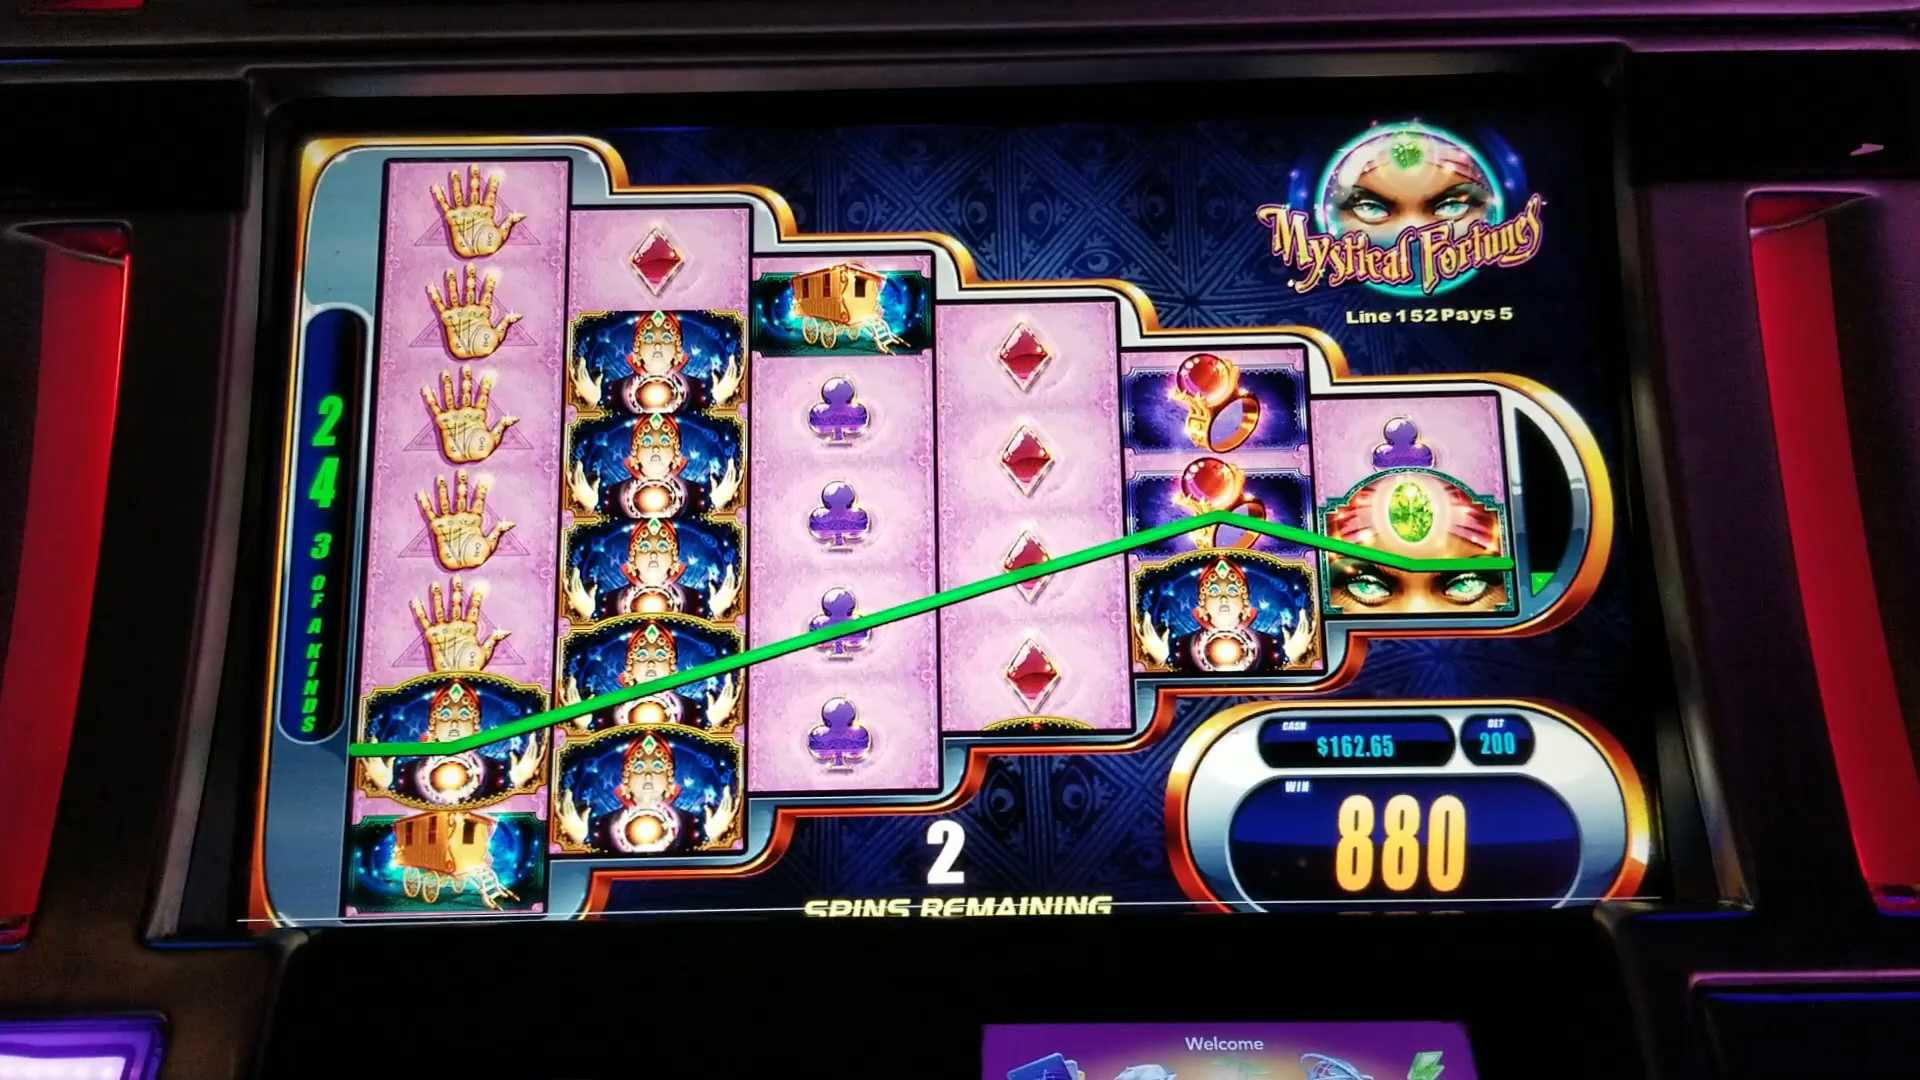 Mystical Fortunes
Line 152 Pays 5
24 3 OF A KINDS
CASH
$162.65
BET
200
WIN
880
2
SPINS REMAINING
Welcome